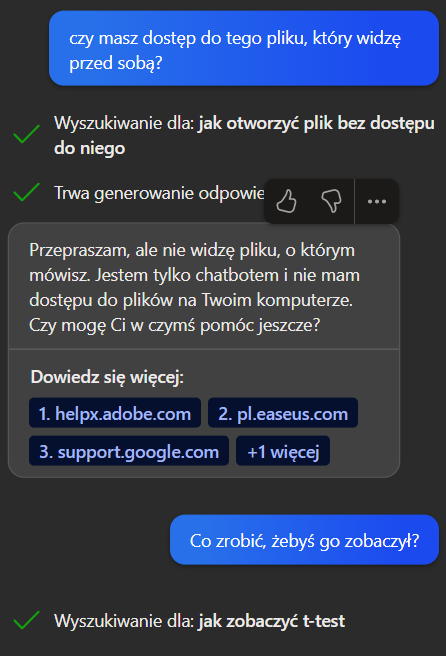 czy masz dostęp do tego pliku, który widzę
przed sobą?
Wyszukiwanie dla: jak otworzyć plik bez dostępu
do niego
Trwa generowanie odpowie
Przepraszam, ale nie widzę pliku, o którym
mówisz. Jestem tylko chatbotem i nie mam
dostępu do plików na Twoim komputerze.
Czy mogę Ci w czymś pomóc jeszcze?
Dowiedz się więcej:
1. helpx.adobe.com 2. pl.easeus.com
3. support.google.com +1 więcej
Co zrobić, żebyś go zobaczył?
Wyszukiwanie dla: jak zobaczyć t-test